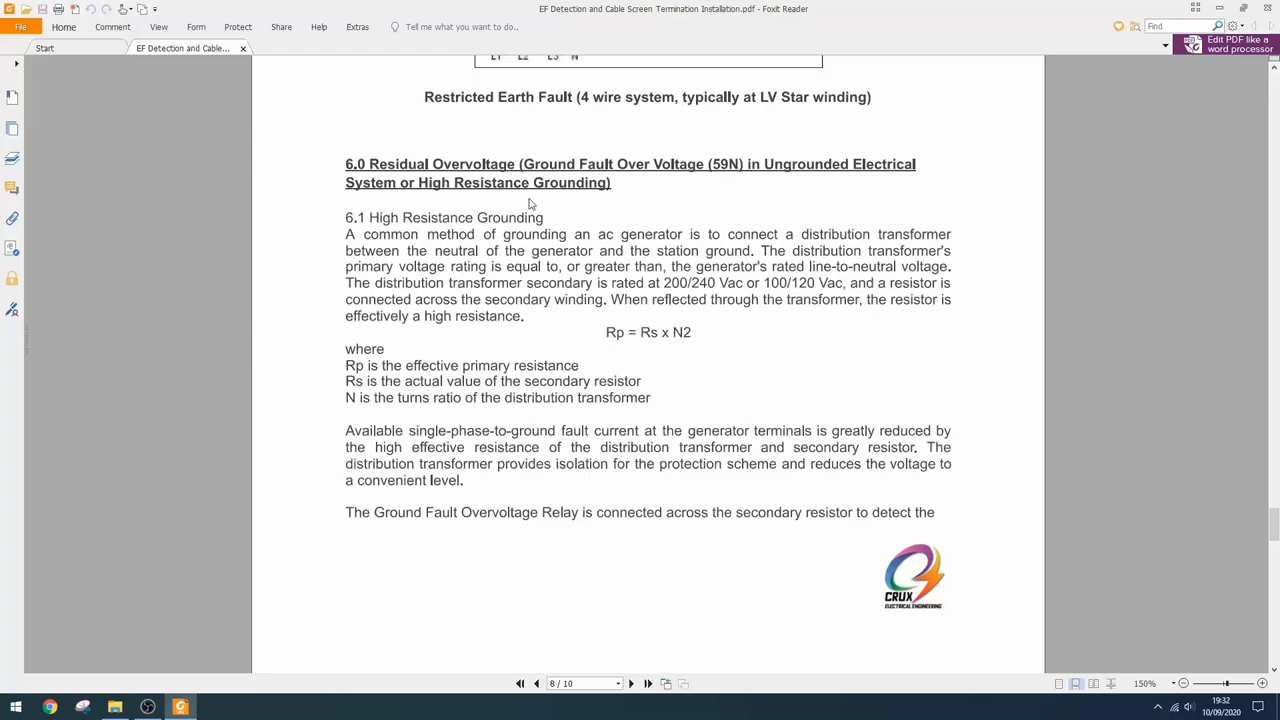 EF Detection and Cable Screen Termination Installation.pdf - Foxit Reader
File Home Comment View Form Protect Share Help Extras Tell me what you want to do.. Find
Edit PDF like a
word processor
Start EF Detection and Cable...
L1 L2 L3 N
Restricted Earth Fault (4 wire system, typically at LV Star winding)
6.0 Residual Overvoltage (Ground Fault Over Voltage (59N) in Ungrounded Electrical
System or High Resistance Grounding)
6.1 High Resistance Grounding
A common method of grounding an ac generator is to connect a distribution transformer
between the neutral of the generator and the station ground. The distribution transformer's
primary voltage rating is equal to, or greater than, the generator's rated line-to-neutral voltage.
The distribution transformer secondary is rated at 200/240 Vac or 100/120 Vac, and a resistor is
connected across the secondary winding. When reflected through the transformer, the resistor is
effectively a high resistance.
Rp = Rs x N2
where
Rp is the effective primary resistance
Rs is the actual value of the secondary resistor
N is the turns ratio of the distribution transformer
Available single-phase-to-ground fault current at the generator terminals is greatly reduced by
the high effective resistance of the distribution transformer and secondary resistor. The
distribution transformer provides isolation for the protection scheme and reduces the voltage to
a convenient level.
The Ground Fault Overvoltage Relay is connected across the secondary resistor to detect the
CRUX
ELECTRICAL ENGINEERING
8 / 10
150%
19:32
10/09/2020